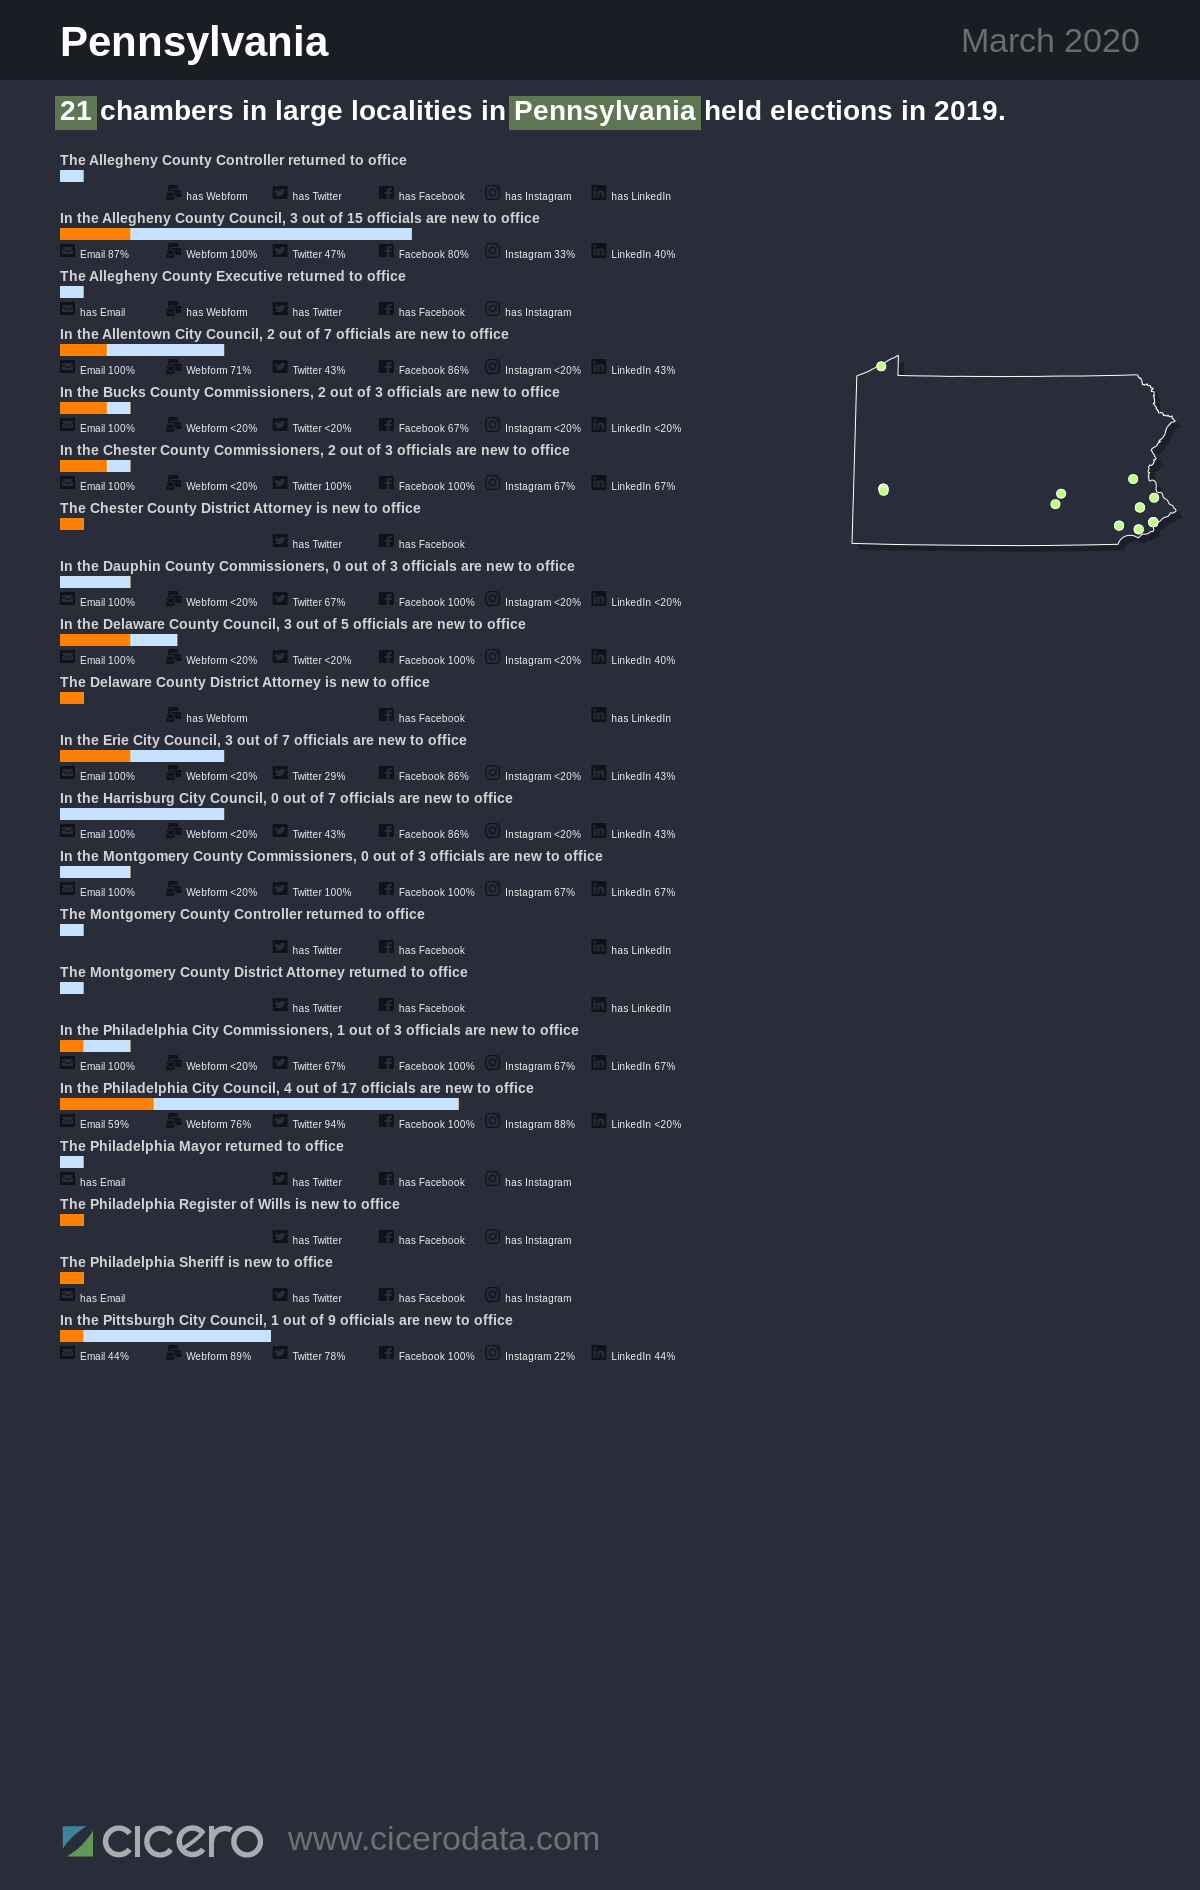 Pennsylvania
March 2020
21 chambers in large localities in Pennsylvania held elections in 2019.
The Allegheny County Controller returned to office
has Webform has Twitter has Facebook has Instagram has LinkedIn
In the Allegheny County Council, 3 out of 15 officials are new to office
Email 87% Webform 100% Twitter 47% Facebook 80% Instagram 33% LinkedIn 40%
The Allegheny County Executive returned to office
has Email has Webform has Twitter has Facebook has Instagram
In the Allentown City Council, 2 out of 7 officials are new to office
Email 100% Webform 71% Twitter 43% Facebook 86% Instagram <20% LinkedIn 43%
In the Bucks County Commissioners, 2 out of 3 officials are new to office
Email 100% Webform <20% Twitter <20% Facebook 67% Instagram <20% LinkedIn <20%
In the Chester County Commissioners, 2 out of 3 officials are new to office
Email 100% Webform <20% Twitter 100% Facebook 100% Instagram 67% LinkedIn 67%
The Chester County District Attorney is new to office
has Twitter has Facebook
In the Dauphin County Commissioners, 0 out of 3 officials are new to office
Email 100% Webform <20% Twitter 67% Facebook 100% Instagram <20% LinkedIn <20%
In the Delaware County Council, 3 out of 5 officials are new to office
Email 100% Webform <20% Twitter <20% Facebook 100% Instagram <20% LinkedIn 40%
The Delaware County District Attorney is new to office
has Webform has Facebook has LinkedIn
In the Erie City Council, 3 out of 7 officials are new to office
Email 100% Webform <20% Twitter 29% Facebook 86% Instagram <20% LinkedIn 43%
In the Harrisburg City Council, 0 out of 7 officials are new to office
Email 100% Webform <20% Twitter 43% Facebook 86% Instagram <20% LinkedIn 43%
In the Montgomery County Commissioners, 0 out of 3 officials are new to office
Email 100% Webform <20% Twitter 100% Facebook 100% Instagram 67% LinkedIn 67%
The Montgomery County Controller returned to office
has Twitter has Facebook has LinkedIn
The Montgomery County District Attorney returned to office
has Twitter has Facebook has LinkedIn
In the Philadelphia City Commissioners, 1 out of 3 officials are new to office
Email 100% Webform <20% Twitter 67% Facebook 100% Instagram 67% LinkedIn 67%
In the Philadelphia City Council, 4 out of 17 officials are new to office
Email 59% Webform 76% Twitter 94% Facebook 100% Instagram 88% LinkedIn <20%
The Philadelphia Mayor returned to office
has Email has Twitter has Facebook has Instagram
The Philadelphia Register of Wills is new to office
has Twitter has Facebook has Instagram
The Philadelphia Sheriff is new to office
has Email has Twitter has Facebook has Instagram
In the Pittsburgh City Council, 1 out of 9 officials are new to office
Email 44% Webform 89% Twitter 78% Facebook 100% Instagram 22% LinkedIn 44%
cicero www.cicerodata.com